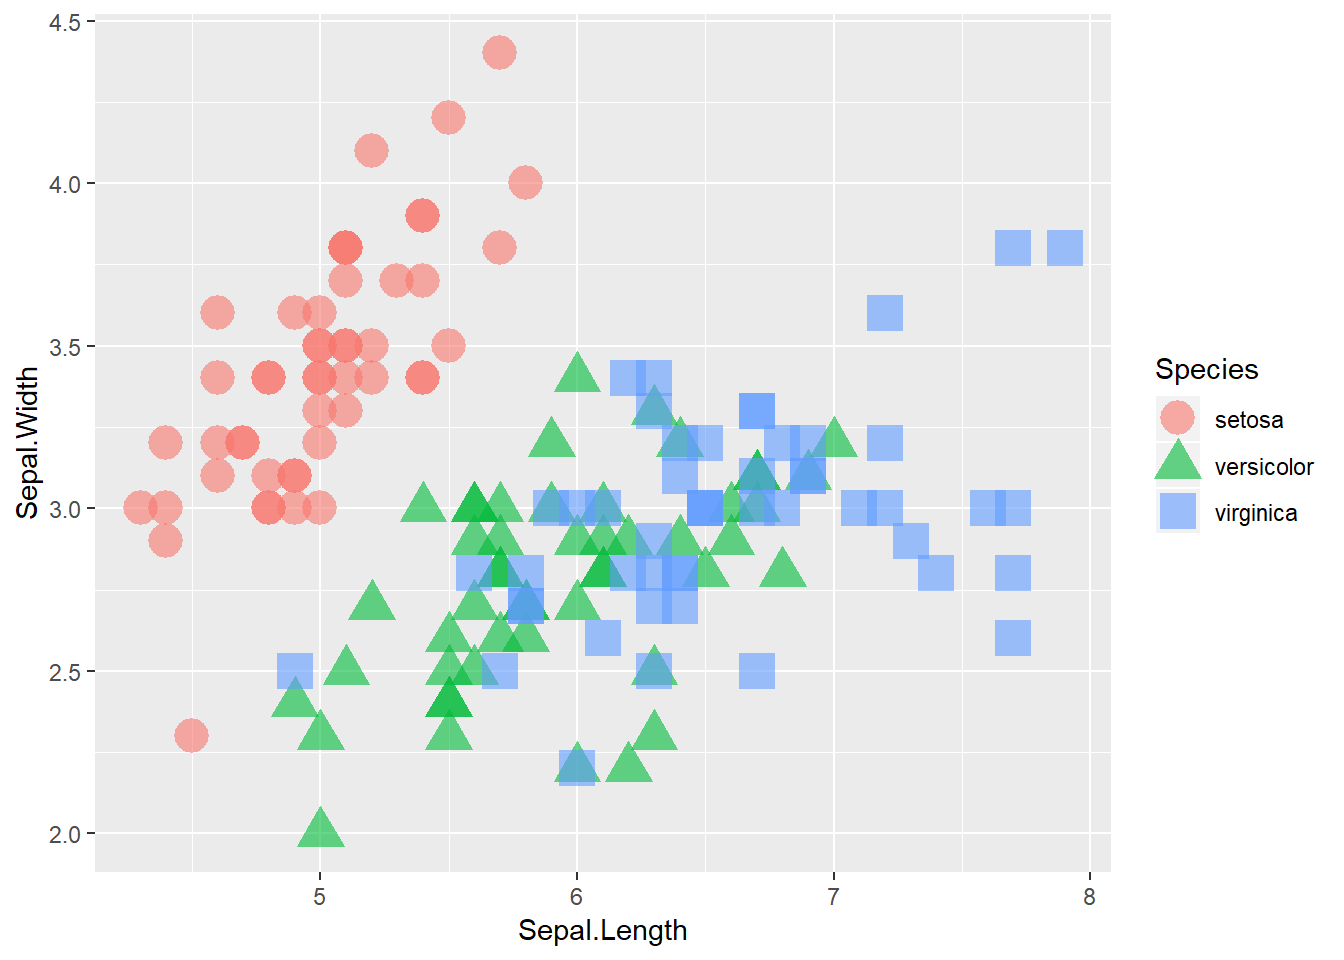 4.5
4.0
3.5
3.0
2.5
2.0
Sepal.Width
5 6 7 8
Sepal.Length
Species
setosa
versicolor
virginica